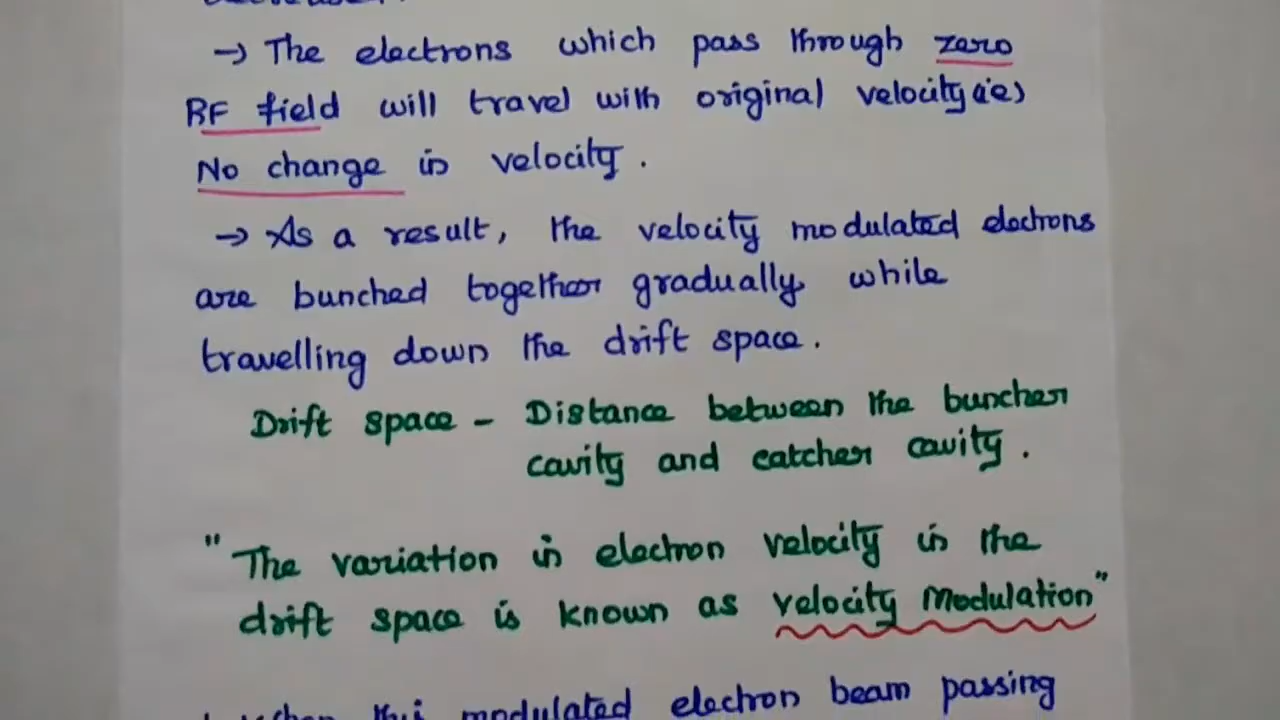 → The electrons which pass through zero
RF field will travel with original velocity (ie)
No change in velocity.
→ As a result, the velocity modulated electrons
are bunched together gradually while
travelling down the drift space.
Drift space - Distance between the buncher
cavity and catcher cavity.
"The variation in electron velocity in the
drift space is known as velocity Modulation"
modulated electron beam passing